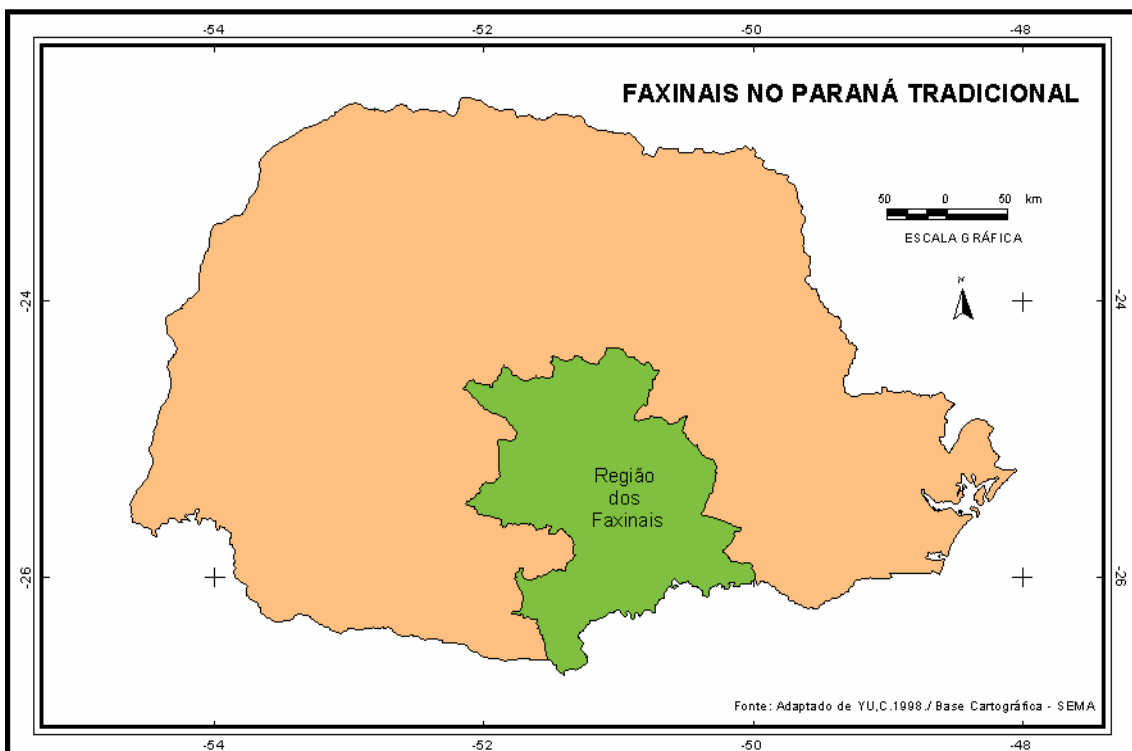 -54 -52 -50 -48
FAXINAIS NO PARANÁ TRADICIONAL
50 0 50 km
ESCALA GRÁFICA
N
-24 -24
Região
dos
Faxinais
-26 -26
Fonte: Adaptado de YU,C.1998./ Base Cartográfica - SEMA
-54 -52 -50 -48